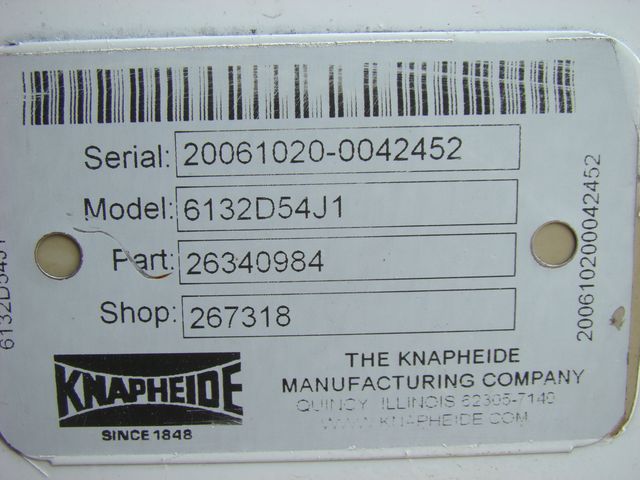 Serial: 20061020-0042452
Model: 6132D54J1
Part: 26340984
Shop: 267318
KNAPHEIDE
SINCE 1848
THE KNAPHEIDE
MANUFACTURING COMPANY
QUINCY, ILLINOIS 62305-7140
WWW.KNAPHEIDE.COM
200610200042452
6132D54J1